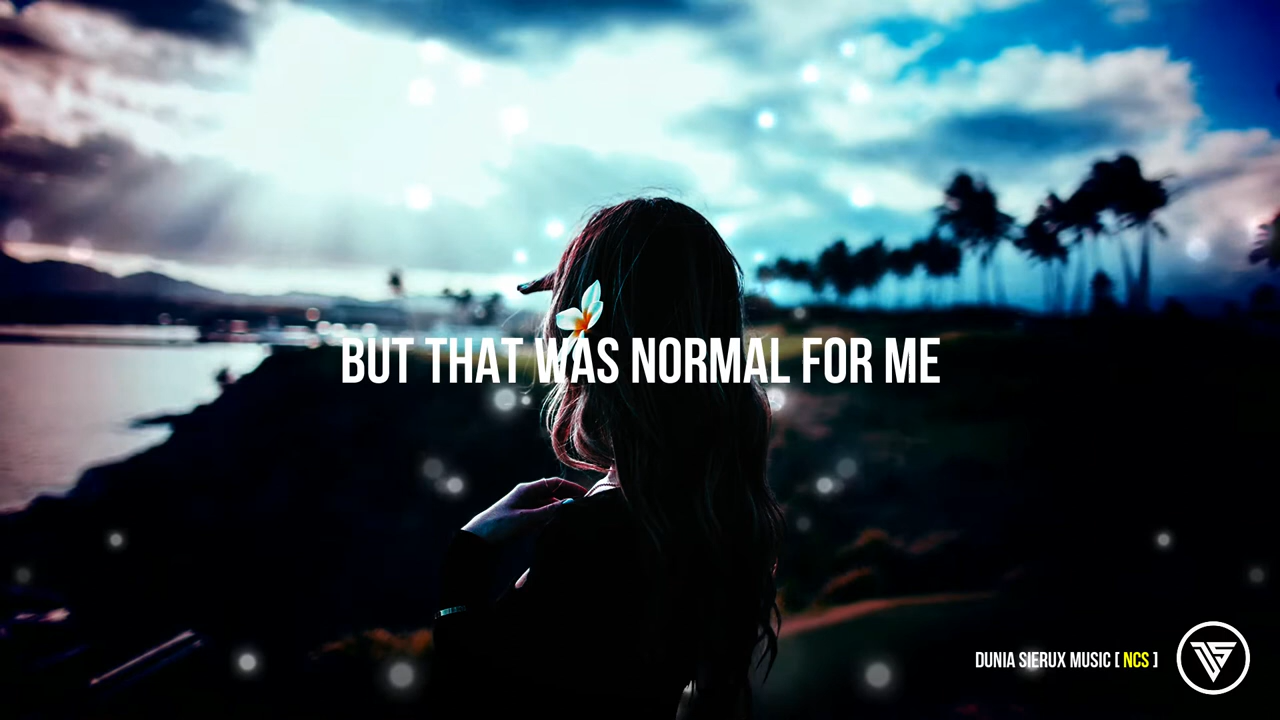 BUT THAT WAS NORMAL FOR ME
DUNIA SIERUX MUSIC [ NCS ]